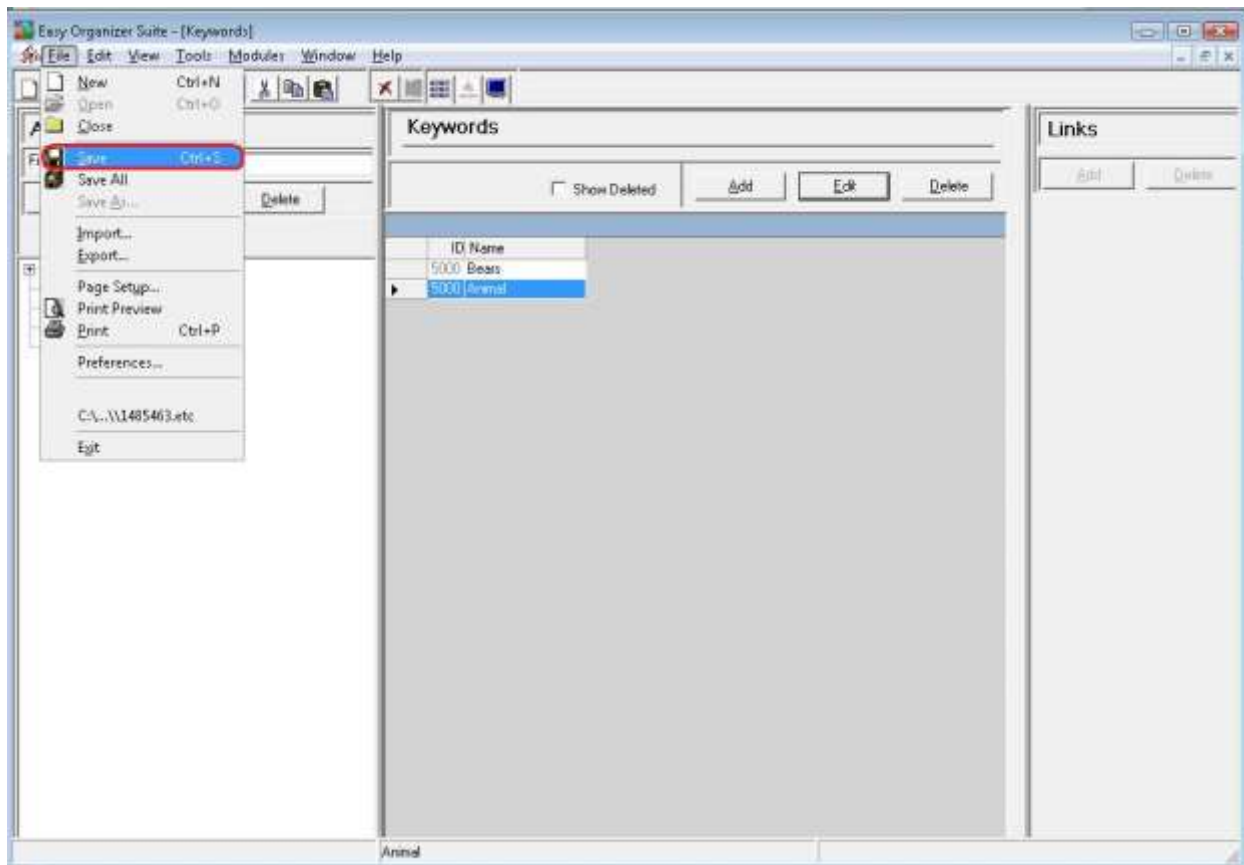 Easy Organizer Suite - [Keywords]
File Edit View Tools Modules Window Help
New Ctrl+N
Open Ctrl+O
Close
Save Ctrl+S
Save All
Save As...
Import...
Export...
Page Setup...
Print Preview
Print Ctrl+P
Preferences...
C:\...\\1485463.etc
Exit
Delete
Keywords
Show Deleted Add Edit Delete
ID Name
5000 Bears
5000 Animal
Links
Add Delete
Animal